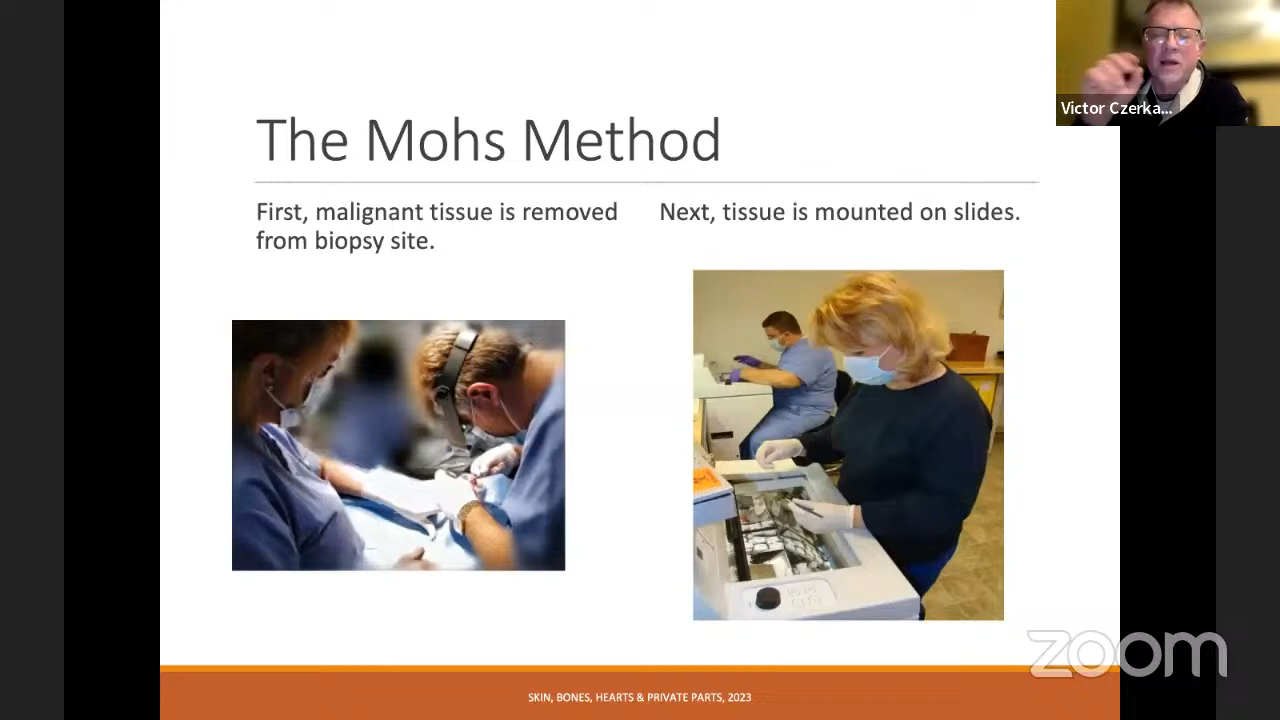 Victor Czerka...
The Mohs Method
First, malignant tissue is removed
from biopsy site.
Next, tissue is mounted on slides.
zoom
SKIN, BONES, HEARTS & PRIVATE PARTS, 2023